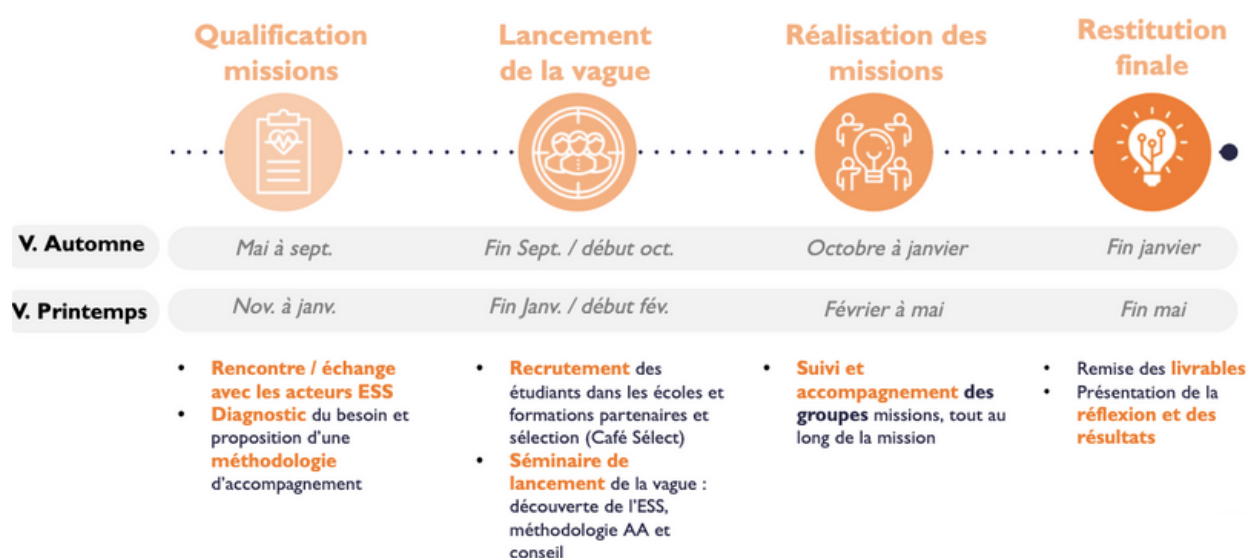 Qualification
missions
Lancement
de la vague
Réalisation des
missions
Restitution
finale
V. Automne
Mai à sept.
Fin Sept. / début oct.
Octobre à janvier
Fin janvier
V. Printemps
Nov. à janv.
Fin Janv. / début fév.
Février à mai
Fin mai
• Rencontre / échange
avec les acteurs ESS
• Diagnostic du besoin et
proposition d'une
méthodologie
d'accompagnement
• Recrutement des
étudiants dans les écoles et
formations partenaires et
sélection (Café Sélect)
• Séminaire de
lancement de la vague :
découverte de l'ESS,
méthodologie AA et
conseil
• Suivi et
accompagnement des
groupes missions, tout au
long de la mission
• Remise des livrables
• Présentation de la
réflexion et des
résultats